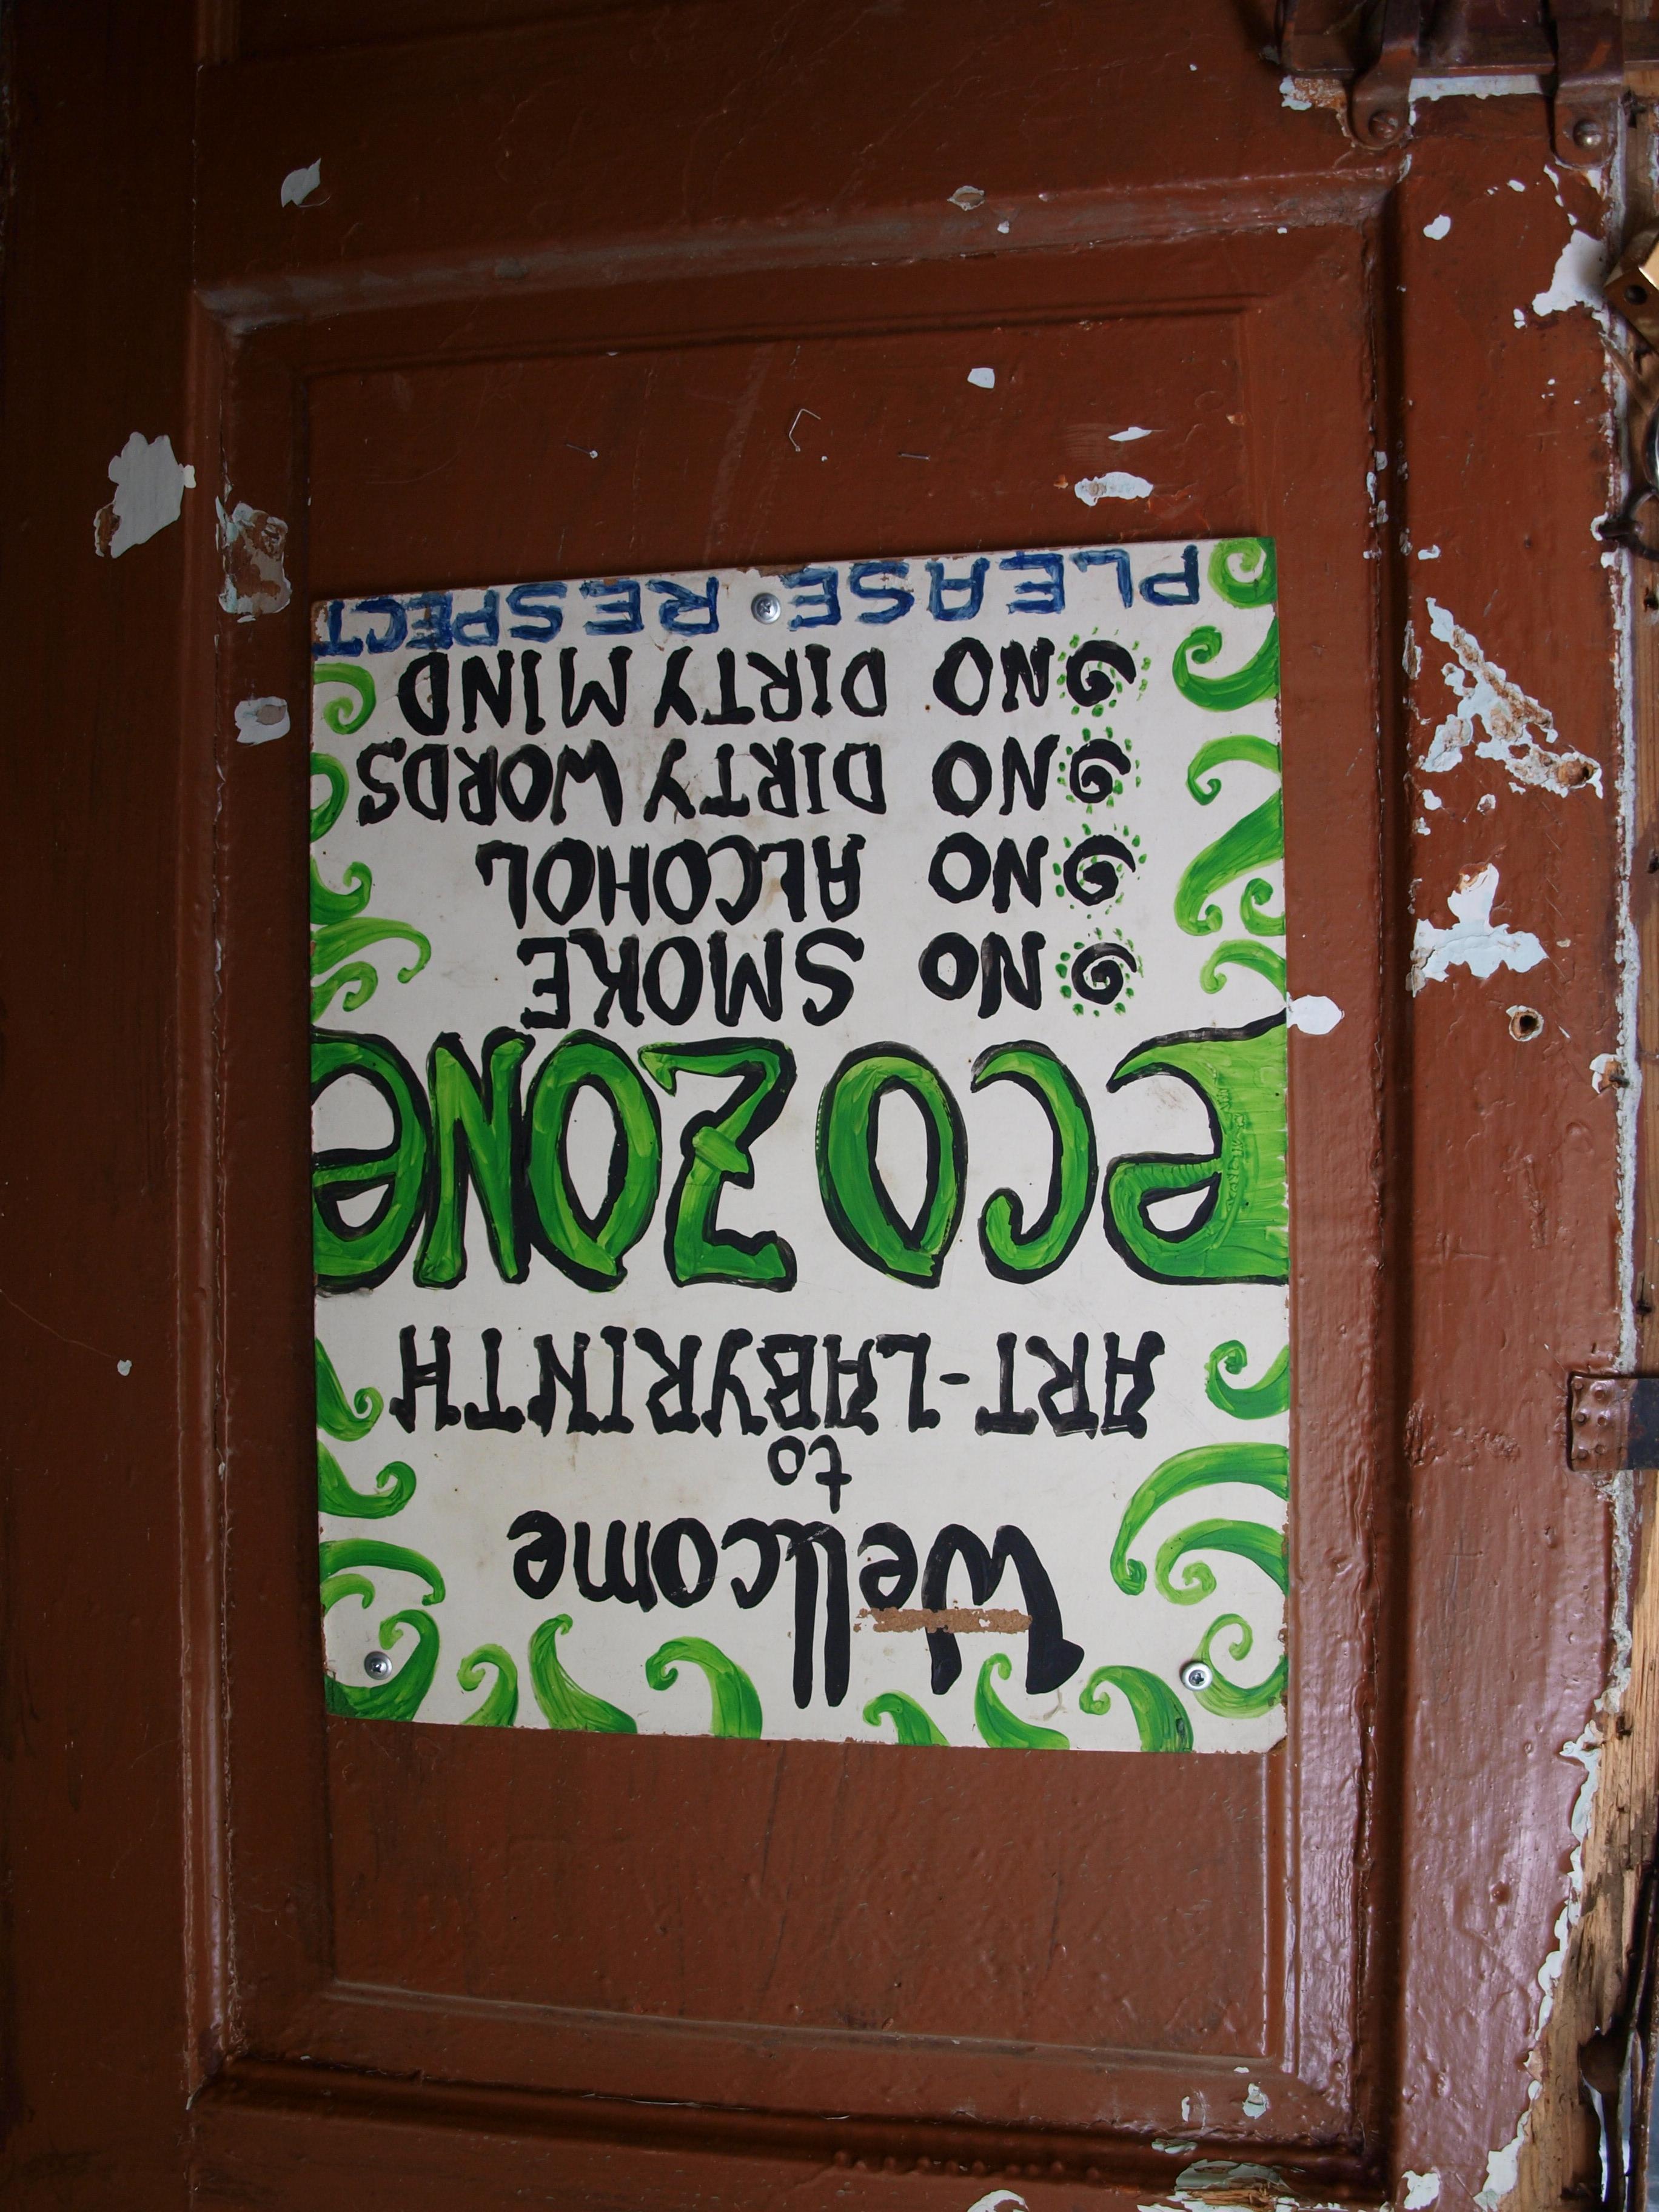 Wellcome
to
ART-LABYRINTH
eco ZONe
NO SMOKE
NO ALCOHOL
NO DIRTY WORDS
NO DIRTY MIND
PLEASE RESPECT